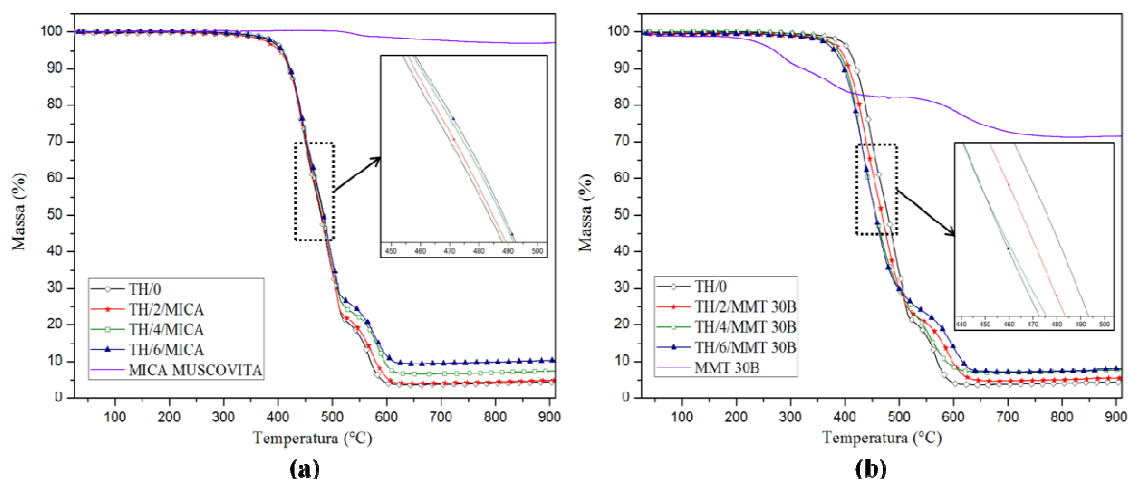 100
90
80
70
60
50
40
30
20
10
0
Massa (%)
100 200 300 400 500 600 700 800 900
Temperatura (°C)
450 460 470 480 490 500
TH/0
TH/2/MICA
TH/4/MICA
TH/6/MICA
MICA MUSCOVITA
(a)
100
90
80
70
60
50
40
30
20
10
0
Massa (%)
100 200 300 400 500 600 700 800 900
Temperatura (°C)
440 450 460 470 480 490 500
TH/0
TH/2/MMT 30B
TH/4/MMT 30B
TH/6/MMT 30B
MMT 30B
(b)